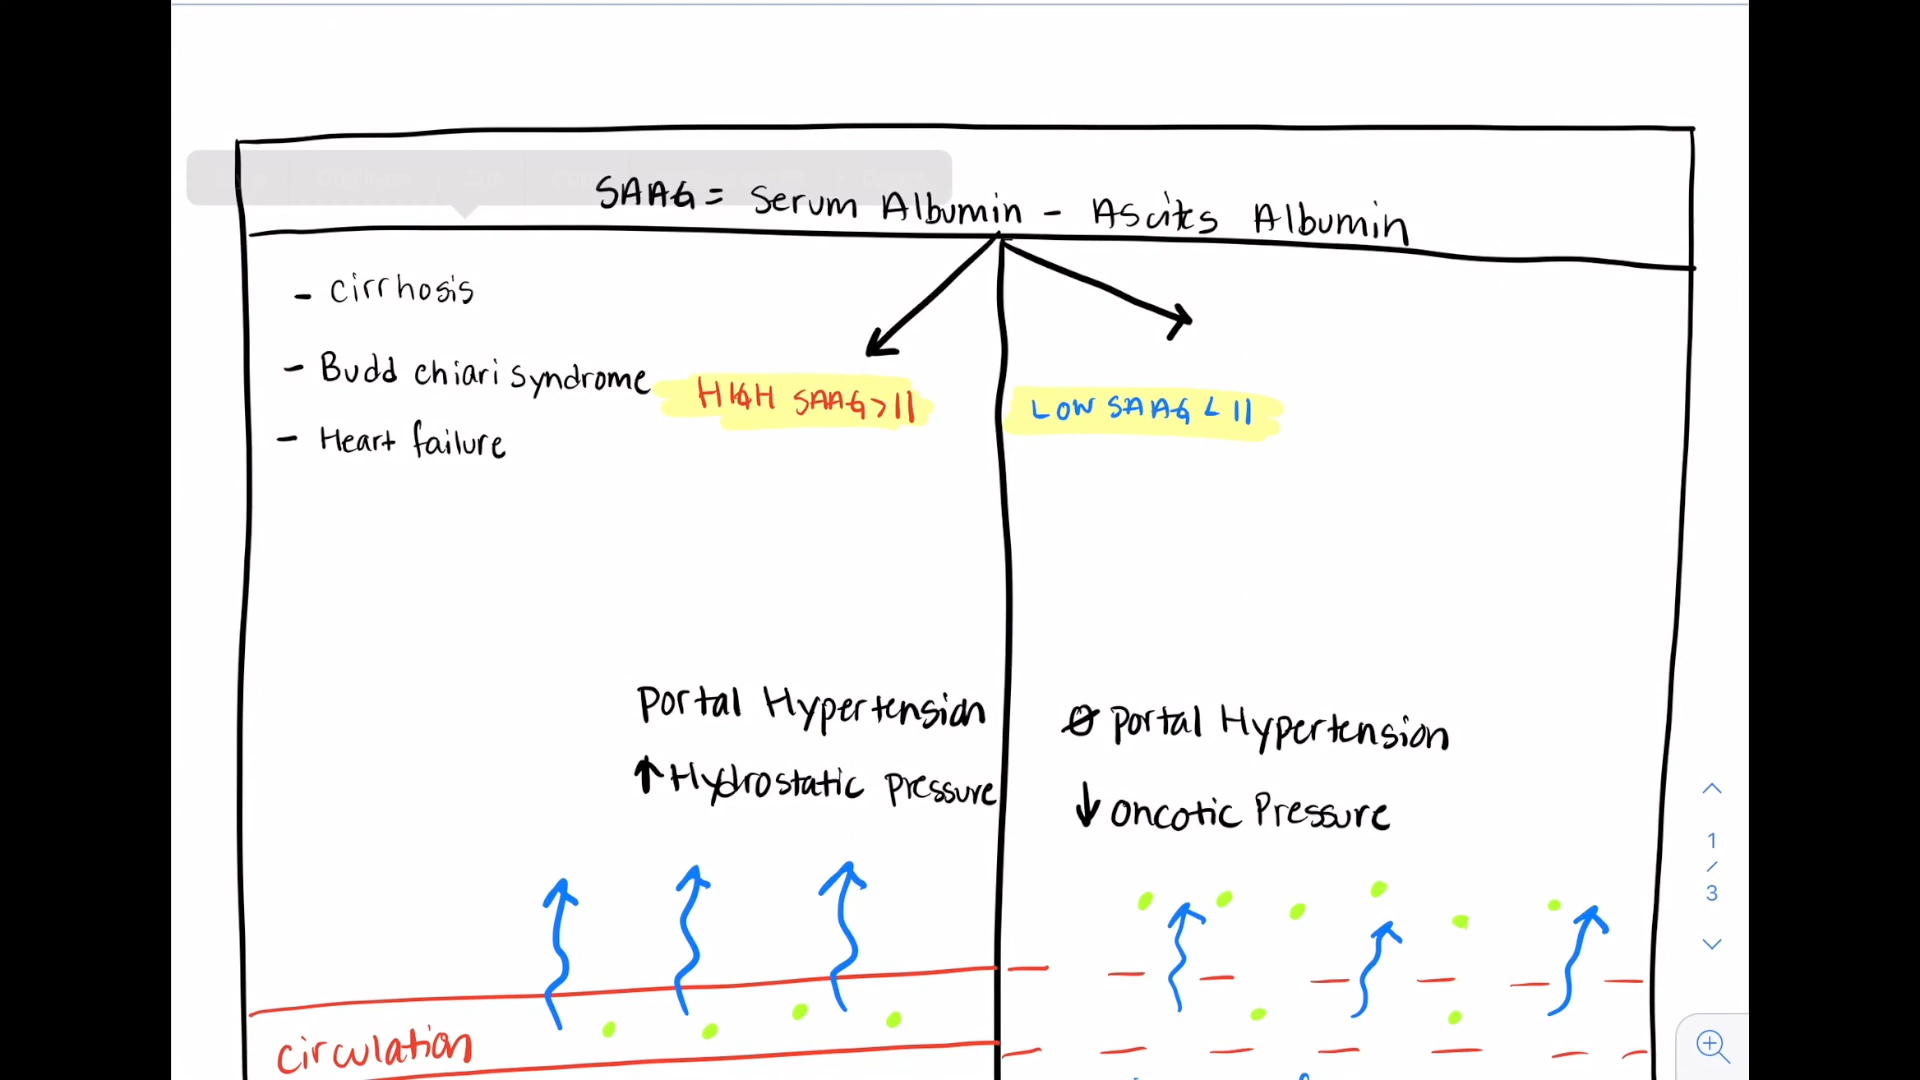 SAAG = Serum Albumin - Ascites Albumin
- Cirrhosis
- Budd chiari syndrome
- Heart failure
HIGH SAAG > 11
LOW SAAG < 11
Portal Hypertension
↑ Hydrostatic Pressure
Ø Portal Hypertension
↓ Oncotic Pressure
circulation
1
/
3